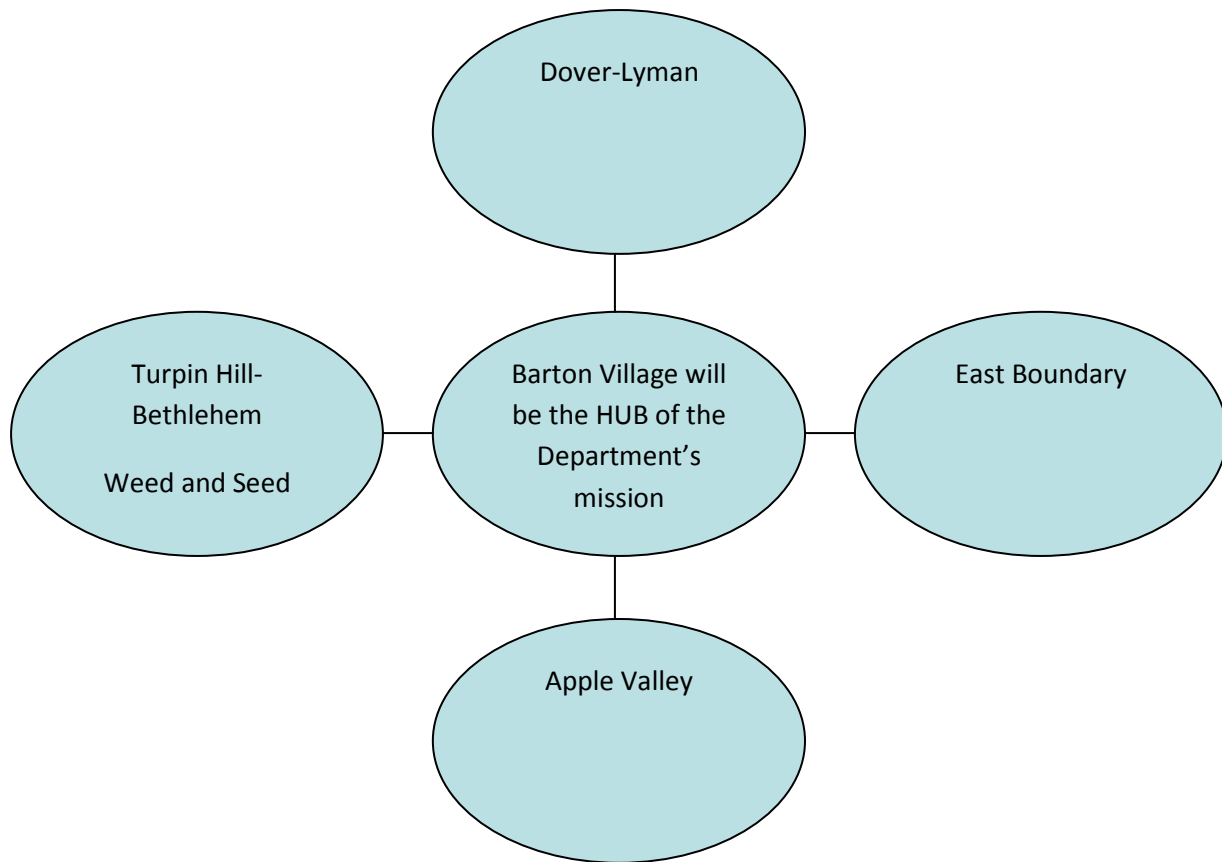 Dover-Lyman
Turpin Hill-
Bethlehem
Weed and Seed
Barton Village will
be the HUB of the
Department’s
mission
East Boundary
Apple Valley